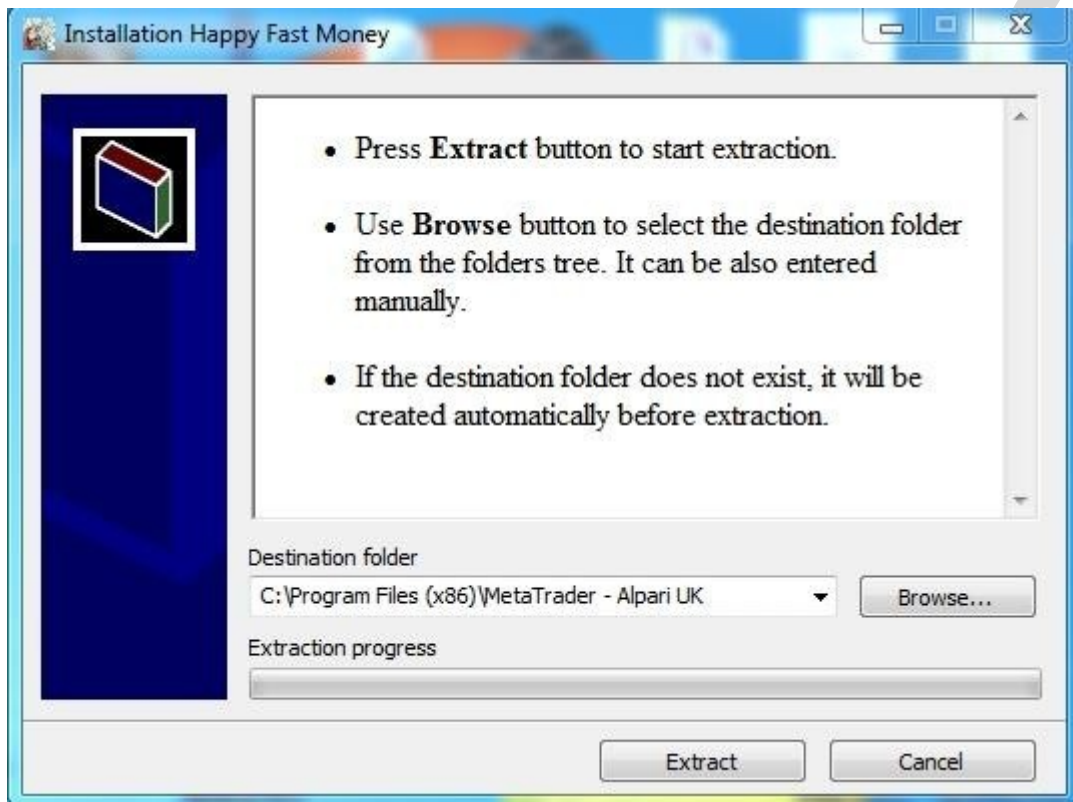 Installation Happy Fast Money
Press Extract button to start extraction.
Use Browse button to select the destination folder
from the folders tree. It can be also entered
manually.
If the destination folder does not exist, it will be
created automatically before extraction.
Destination folder
C:\Program Files (x86)\MetaTrader - Alpari UK
Browse...
Extraction progress
Extract
Cancel